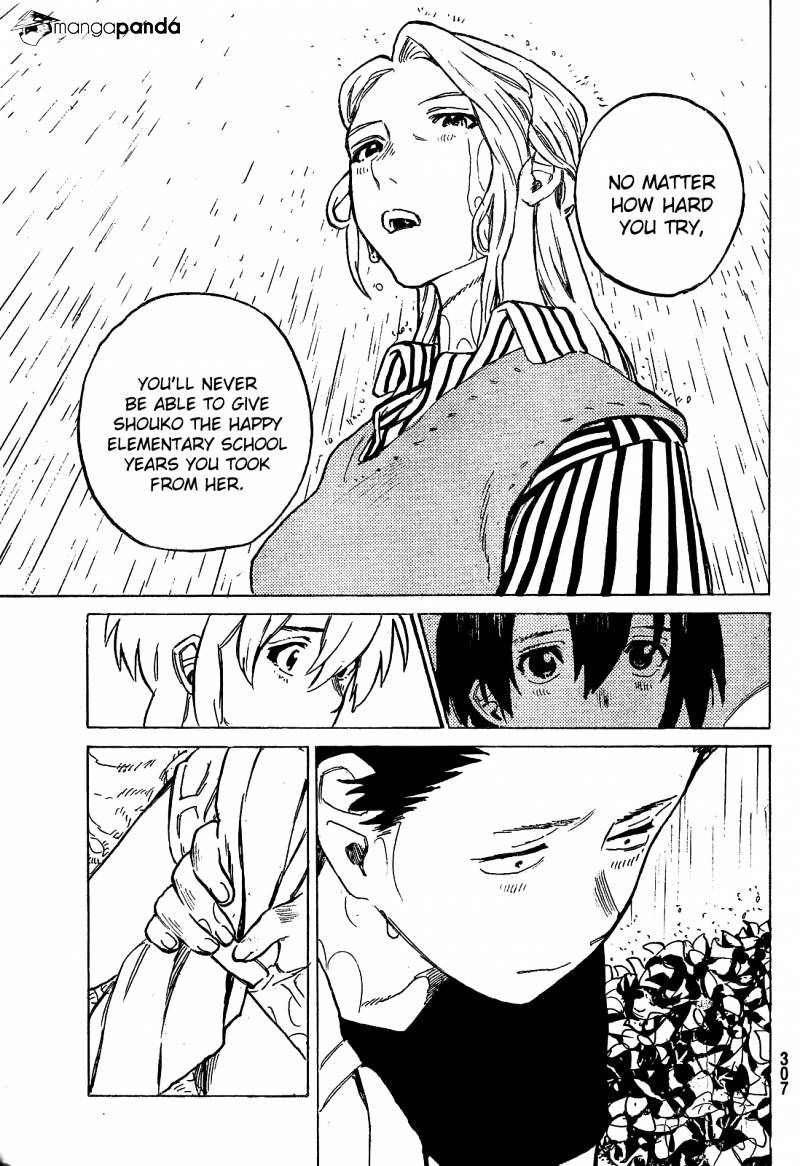 mangapanda
NO MATTER
HOW HARD
YOU TRY,
YOU'LL NEVER
BE ABLE TO GIVE
SHOUKO THE HAPPY
ELEMENTARY SCHOOL
YEARS YOU TOOK
FROM HER.
307